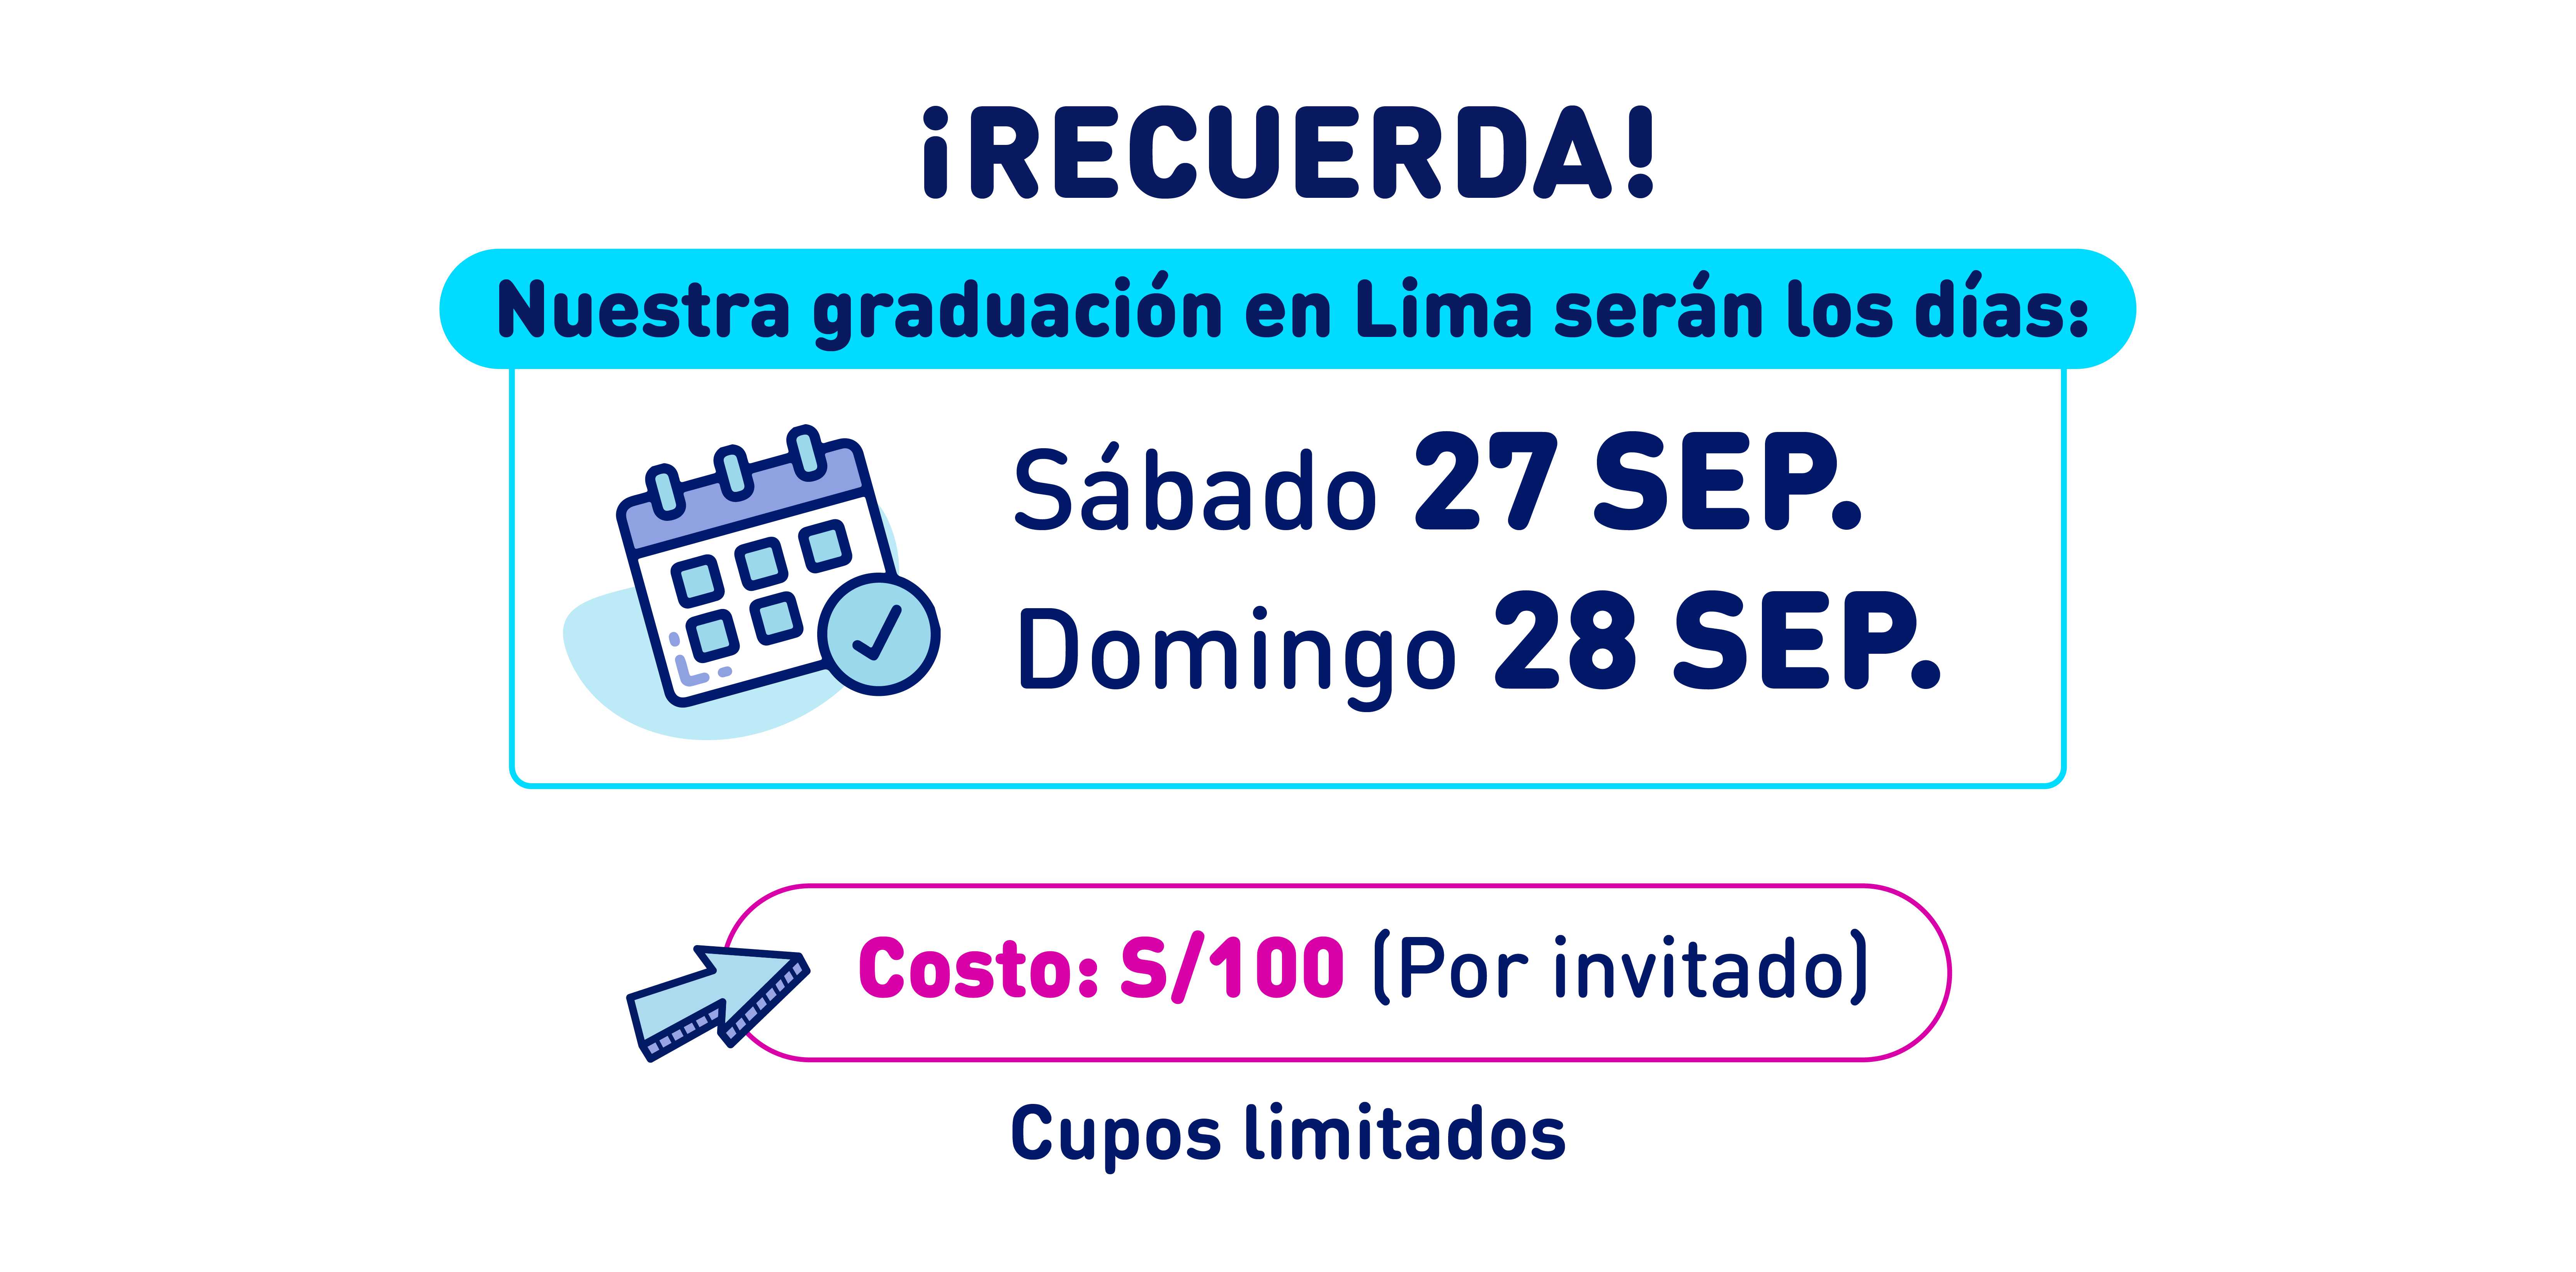 ¡RECUERDA!
Nuestra graduación en Lima serán los días:
Sábado 27 SEP.
Domingo 28 SEP.
Costo: S/100 (Por invitado)
Cupos limitados